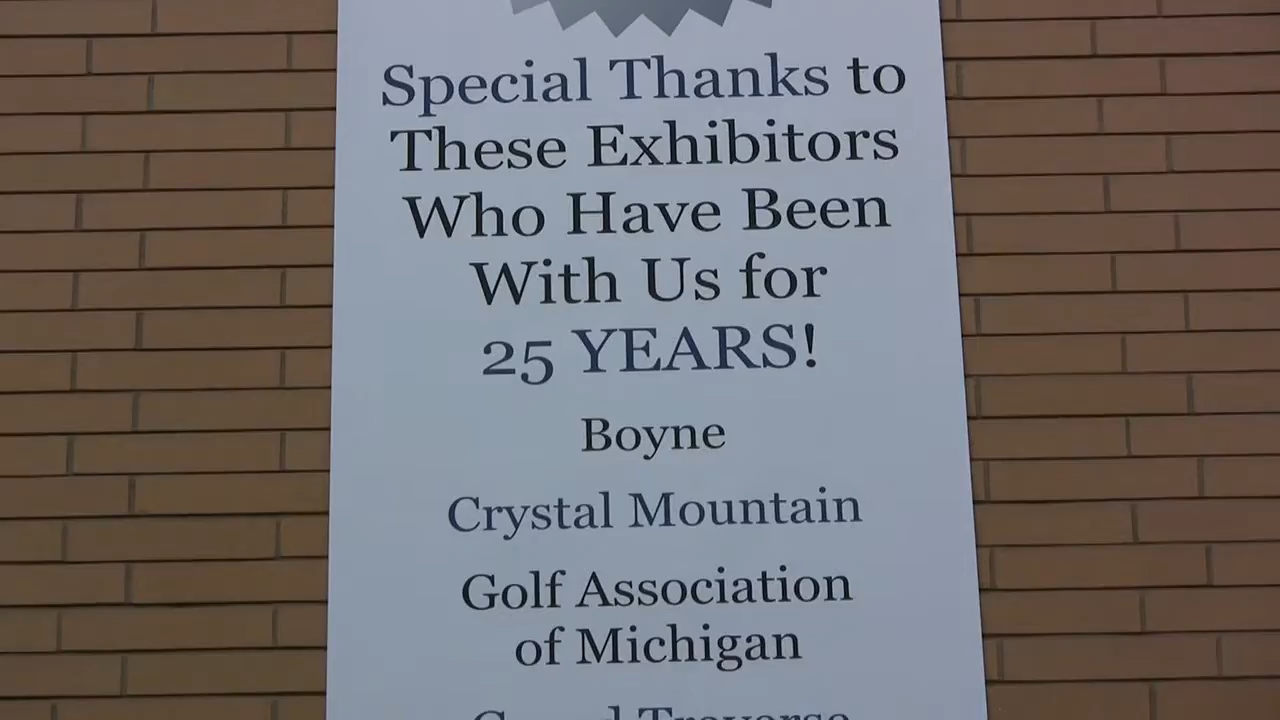 Special Thanks to
These Exhibitors
Who Have Been
With Us for
25 YEARS!
Boyne
Crystal Mountain
Golf Association
of Michigan